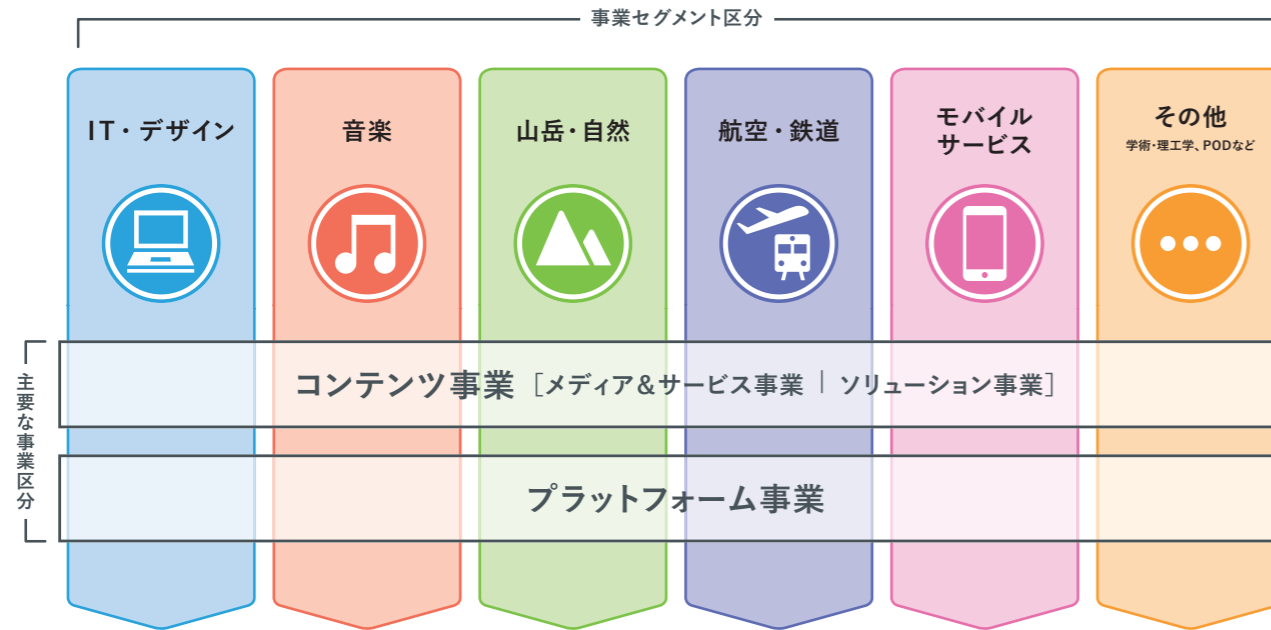 事業セグメント区分
IT・デザイン
音楽
山岳・自然
航空・鉄道
モバイル
サービス
その他
学術・理工学、PODなど
主要な事業区分
コンテンツ事業［メディア&サービス事業｜ソリューション事業］
プラットフォーム事業